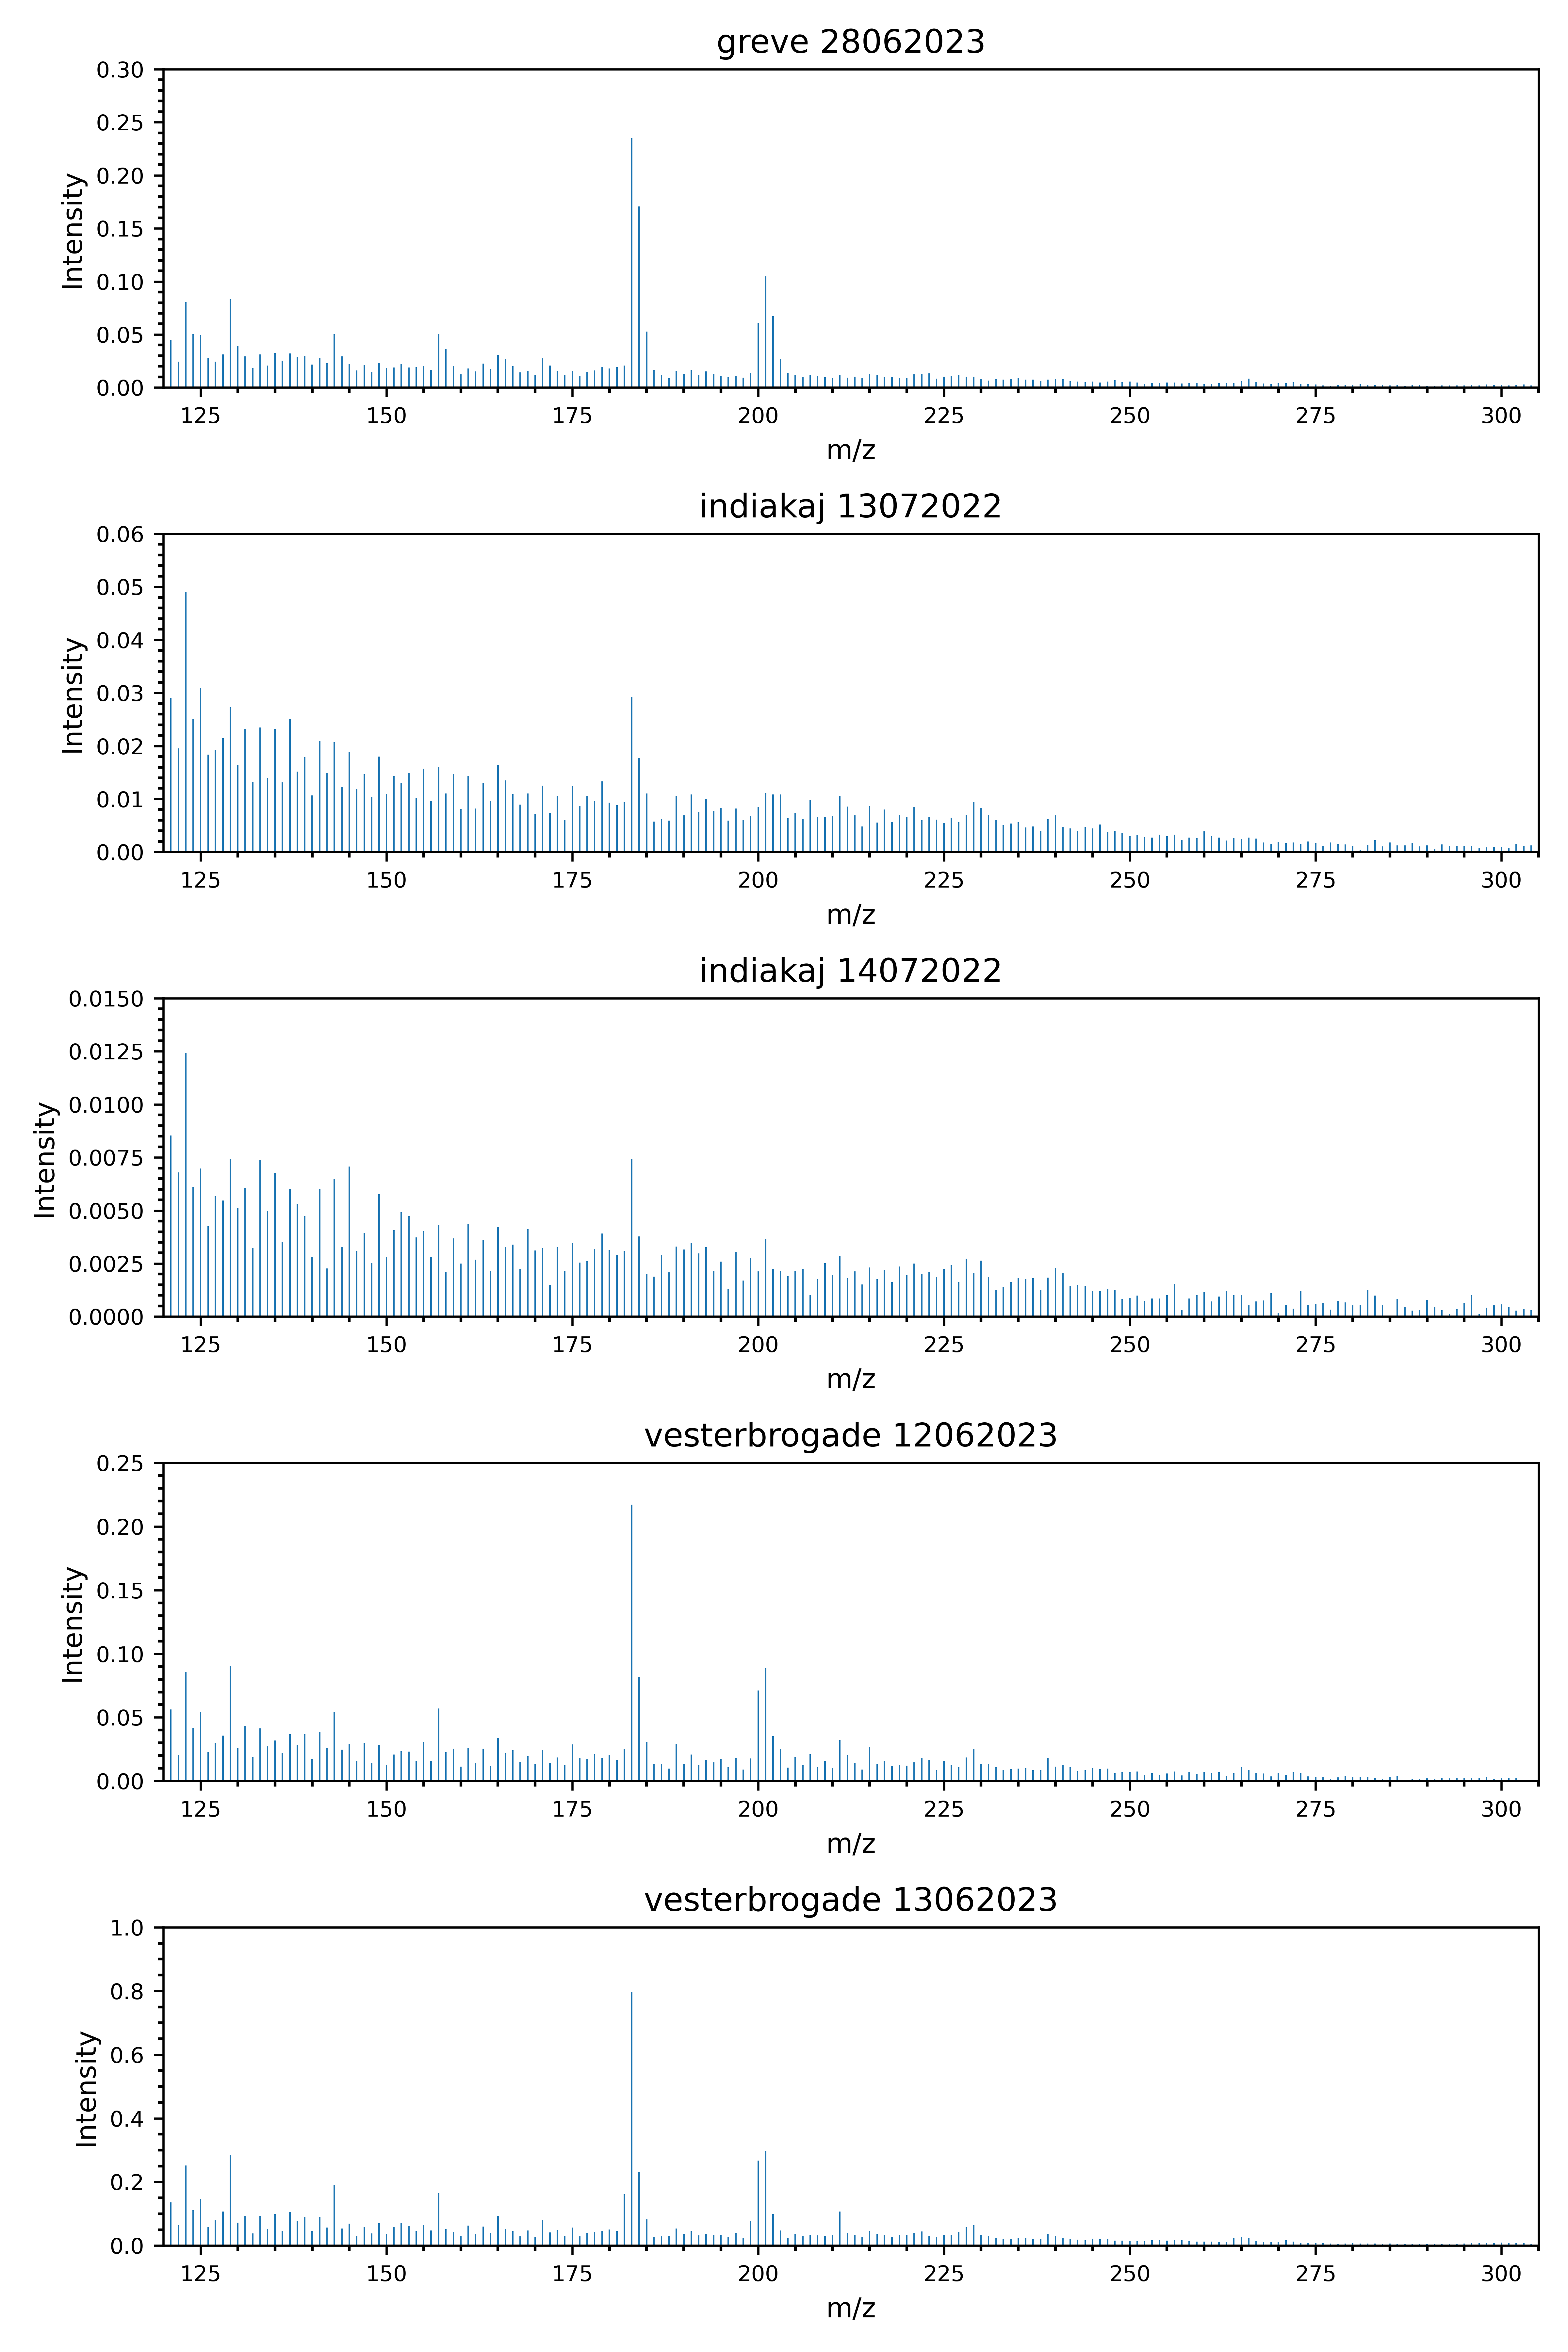 greve 28062023
0.30
0.25
0.20
0.15
0.10
0.05
0.00
Intensity
125 150 175 200 225 250 275 300
m/z
indiakaj 13072022
0.06
0.05
0.04
0.03
0.02
0.01
0.00
Intensity
125 150 175 200 225 250 275 300
m/z
indiakaj 14072022
0.0150
0.0125
0.0100
0.0075
0.0050
0.0025
0.0000
Intensity
125 150 175 200 225 250 275 300
m/z
vesterbrogade 12062023
0.25
0.20
0.15
0.10
0.05
0.00
Intensity
125 150 175 200 225 250 275 300
m/z
vesterbrogade 13062023
1.0
0.8
0.6
0.4
0.2
0.0
Intensity
125 150 175 200 225 250 275 300
m/z